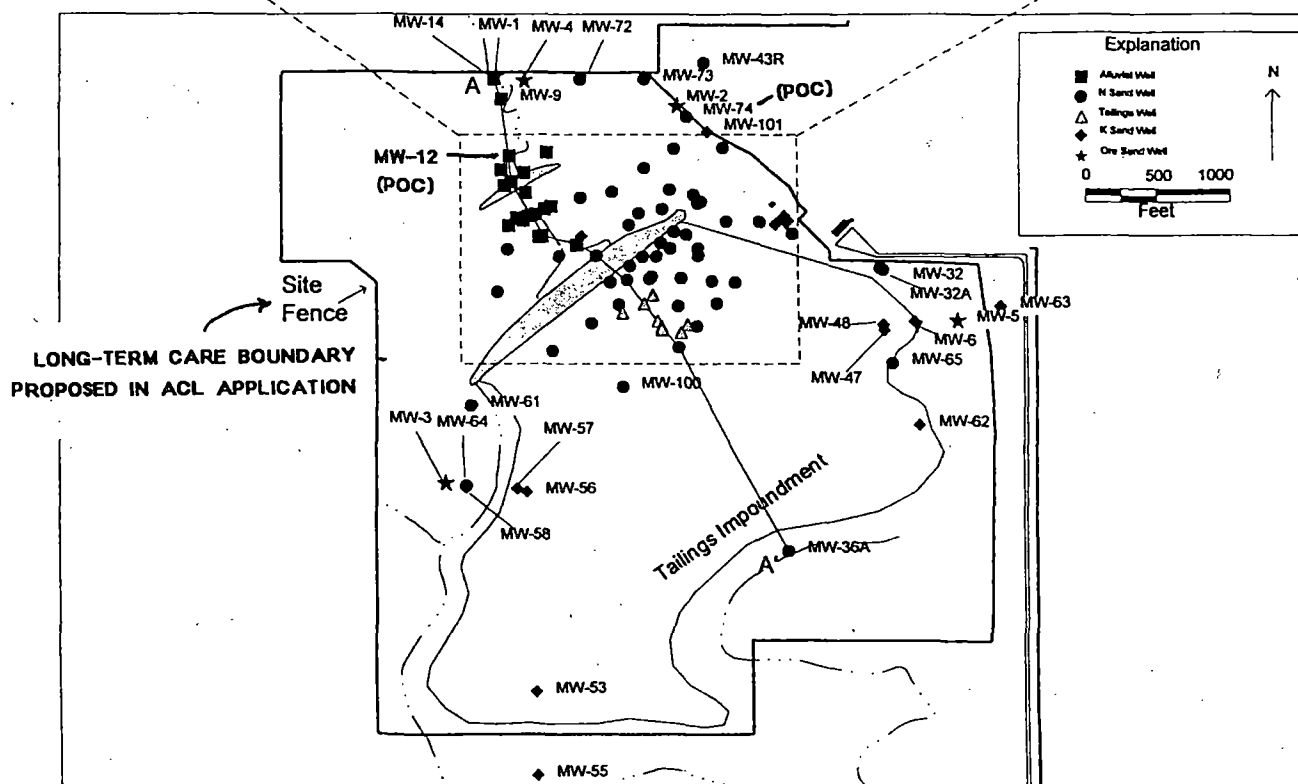 MW-14
MW-1
MW-4
MW-72
MW-43R
MW-73
MW-2
MW-74
(POC)
MW-101
A
MW-9
MW-12
(POC)
Explanation
Alluvial Well
N Sand Well
Tailings Well
K Sand Well
Ore Sand Well
N
0 500 1000
Feet
Site
Fence
LONG-TERM CARE BOUNDARY
PROPOSED IN ACL APPLICATION
MW-32
MW-32A
MW-63
MW-5
MW-48
MW-6
MW-65
MW-47
MW-100
MW-61
MW-3
MW-64
MW-57
MW-62
MW-56
MW-58
Tailings Impoundment
MW-36A
A'
MW-53
MW-55